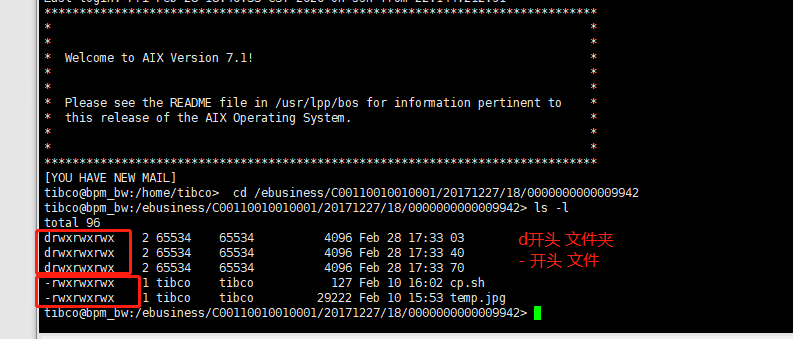 *******************************************************************************
*                                                                             *
*                                                                             *
*  Welcome to AIX Version 7.1!                                                *
*                                                                             *
*                                                                             *
*  Please see the README file in /usr/lpp/bos for information pertinent to    *
*  this release of the AIX Operating System.                                  *
*                                                                             *
*                                                                             *
*******************************************************************************
[YOU HAVE NEW MAIL]
tibco@bpm_bw:/home/tibco>  cd /ebusiness/C00110010010001/20171227/18/0000000000009942
tibco@bpm_bw:/ebusiness/C00110010010001/20171227/18/0000000000009942> ls -l
total 96
drwxrwxrwx    2 65534    65534          4096 Feb 28 17:33 03
drwxrwxrwx    2 65534    65534          4096 Feb 28 17:33 40
drwxrwxrwx    2 65534    65534          4096 Feb 28 17:33 70
-rwxrwxrwx    1 tibco    tibco           127 Feb 10 16:02 cp.sh
-rwxrwxrwx    1 tibco    tibco         29222 Feb 10 15:53 temp.jpg
tibco@bpm_bw:/ebusiness/C00110010010001/20171227/18/0000000000009942>
d开头 文件夹
- 开头 文件